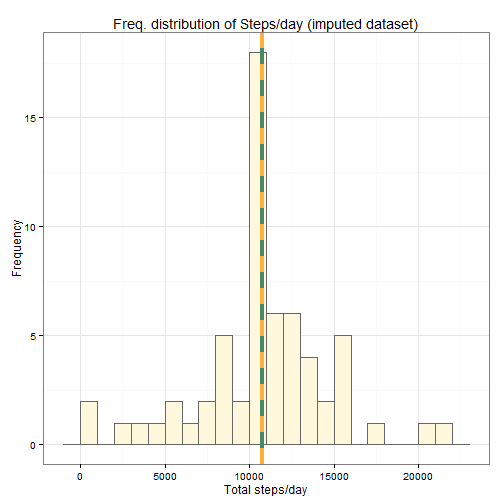 Freq. distribution of Steps/day (imputed dataset)
15
10
5
0
Frequency
0 5000 10000 15000 20000
Total steps/day